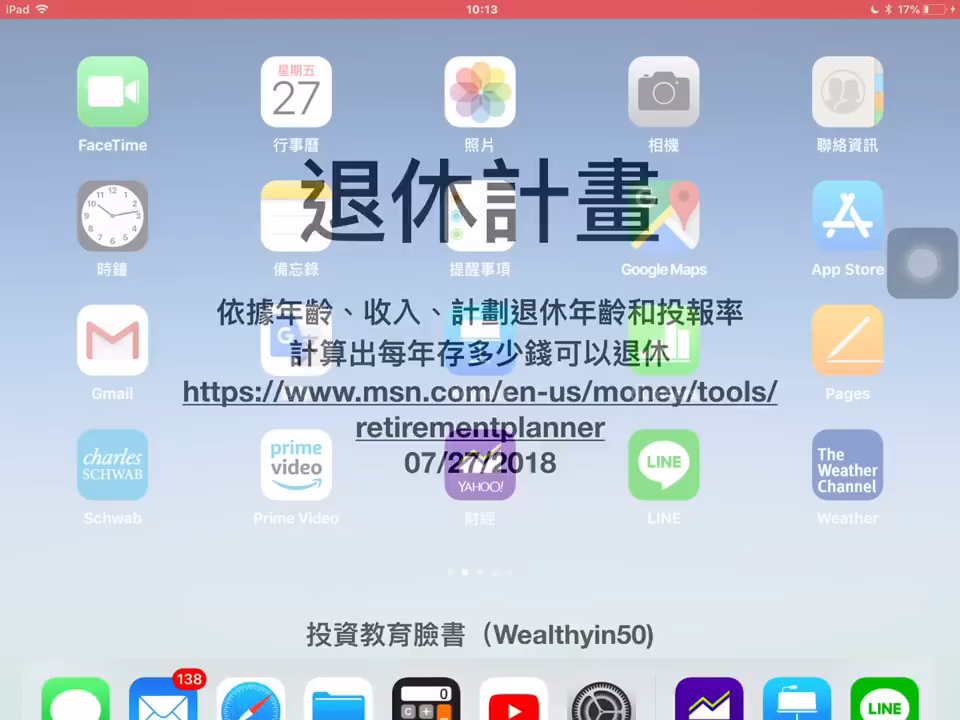 iPad 10:13 17%
星期五
27
FaceTime 行事曆 照片 相機 聯絡資訊
退休計畫
時鐘 備忘錄 提醒事項 Google Maps App Store
依據年齡、收入、計劃退休年齡和投報率
計算出每年存多少錢可以退休
https://www.msn.com/en-us/money/tools/
retirementplanner
Gmail Pages
07/27/2018
charles
SCHWAB
prime
video
YAHOO!
LINE
The
Weather
Channel
Schwab Prime Video 財經 LINE Weather
投資教育臉書（Wealthyin50)
138
0
LINE